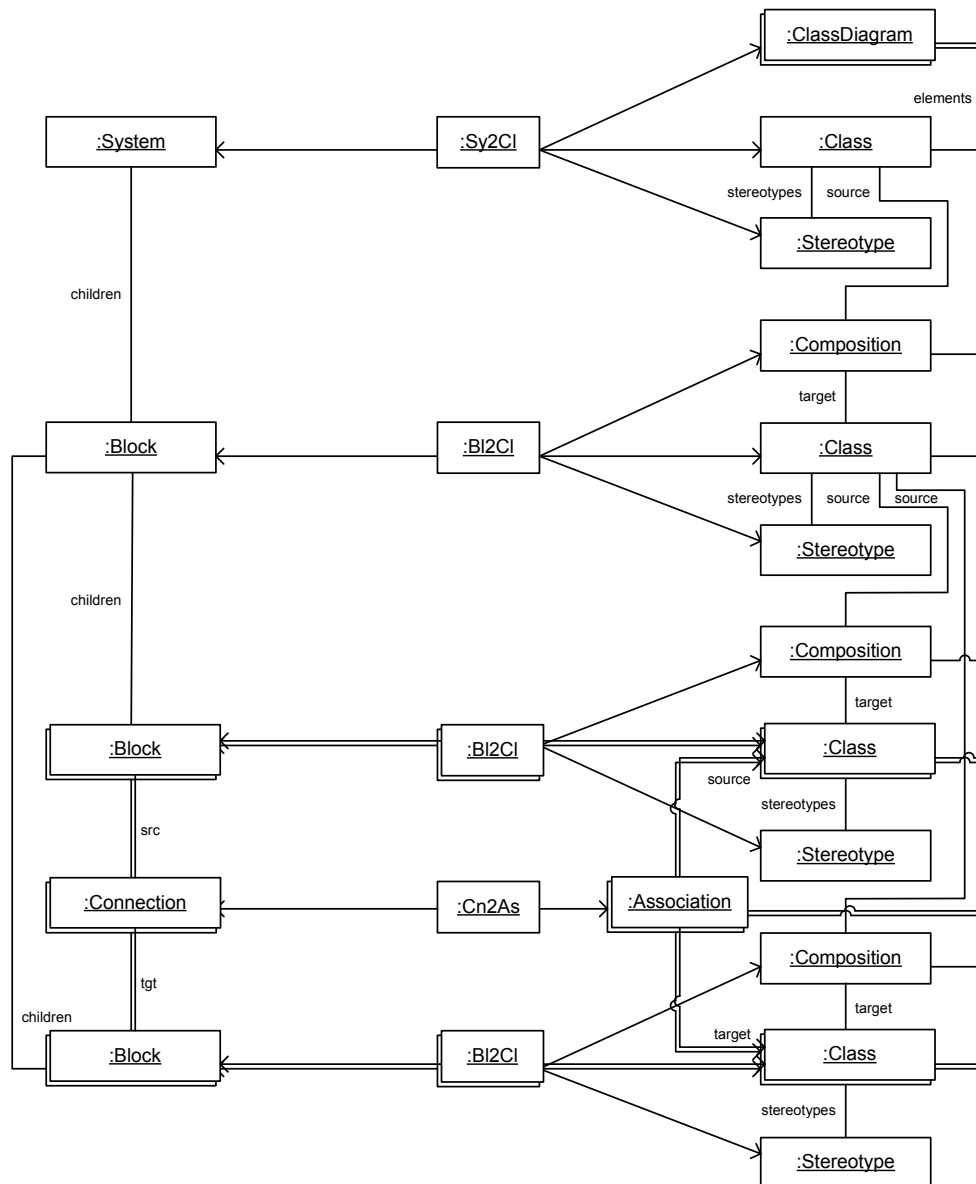 :ClassDiagram
elements
:System
:Sy2Cl
:Class
stereotypes
source
:Stereotype
children
:Composition
target
:Block
:Bl2Cl
:Class
stereotypes
source
source
:Stereotype
children
:Composition
target
:Block
:Bl2Cl
:Class
source
stereotypes
src
:Stereotype
:Connection
:Cn2As
:Association
:Composition
tgt
target
children
target
:Block
:Bl2Cl
:Class
stereotypes
:Stereotype